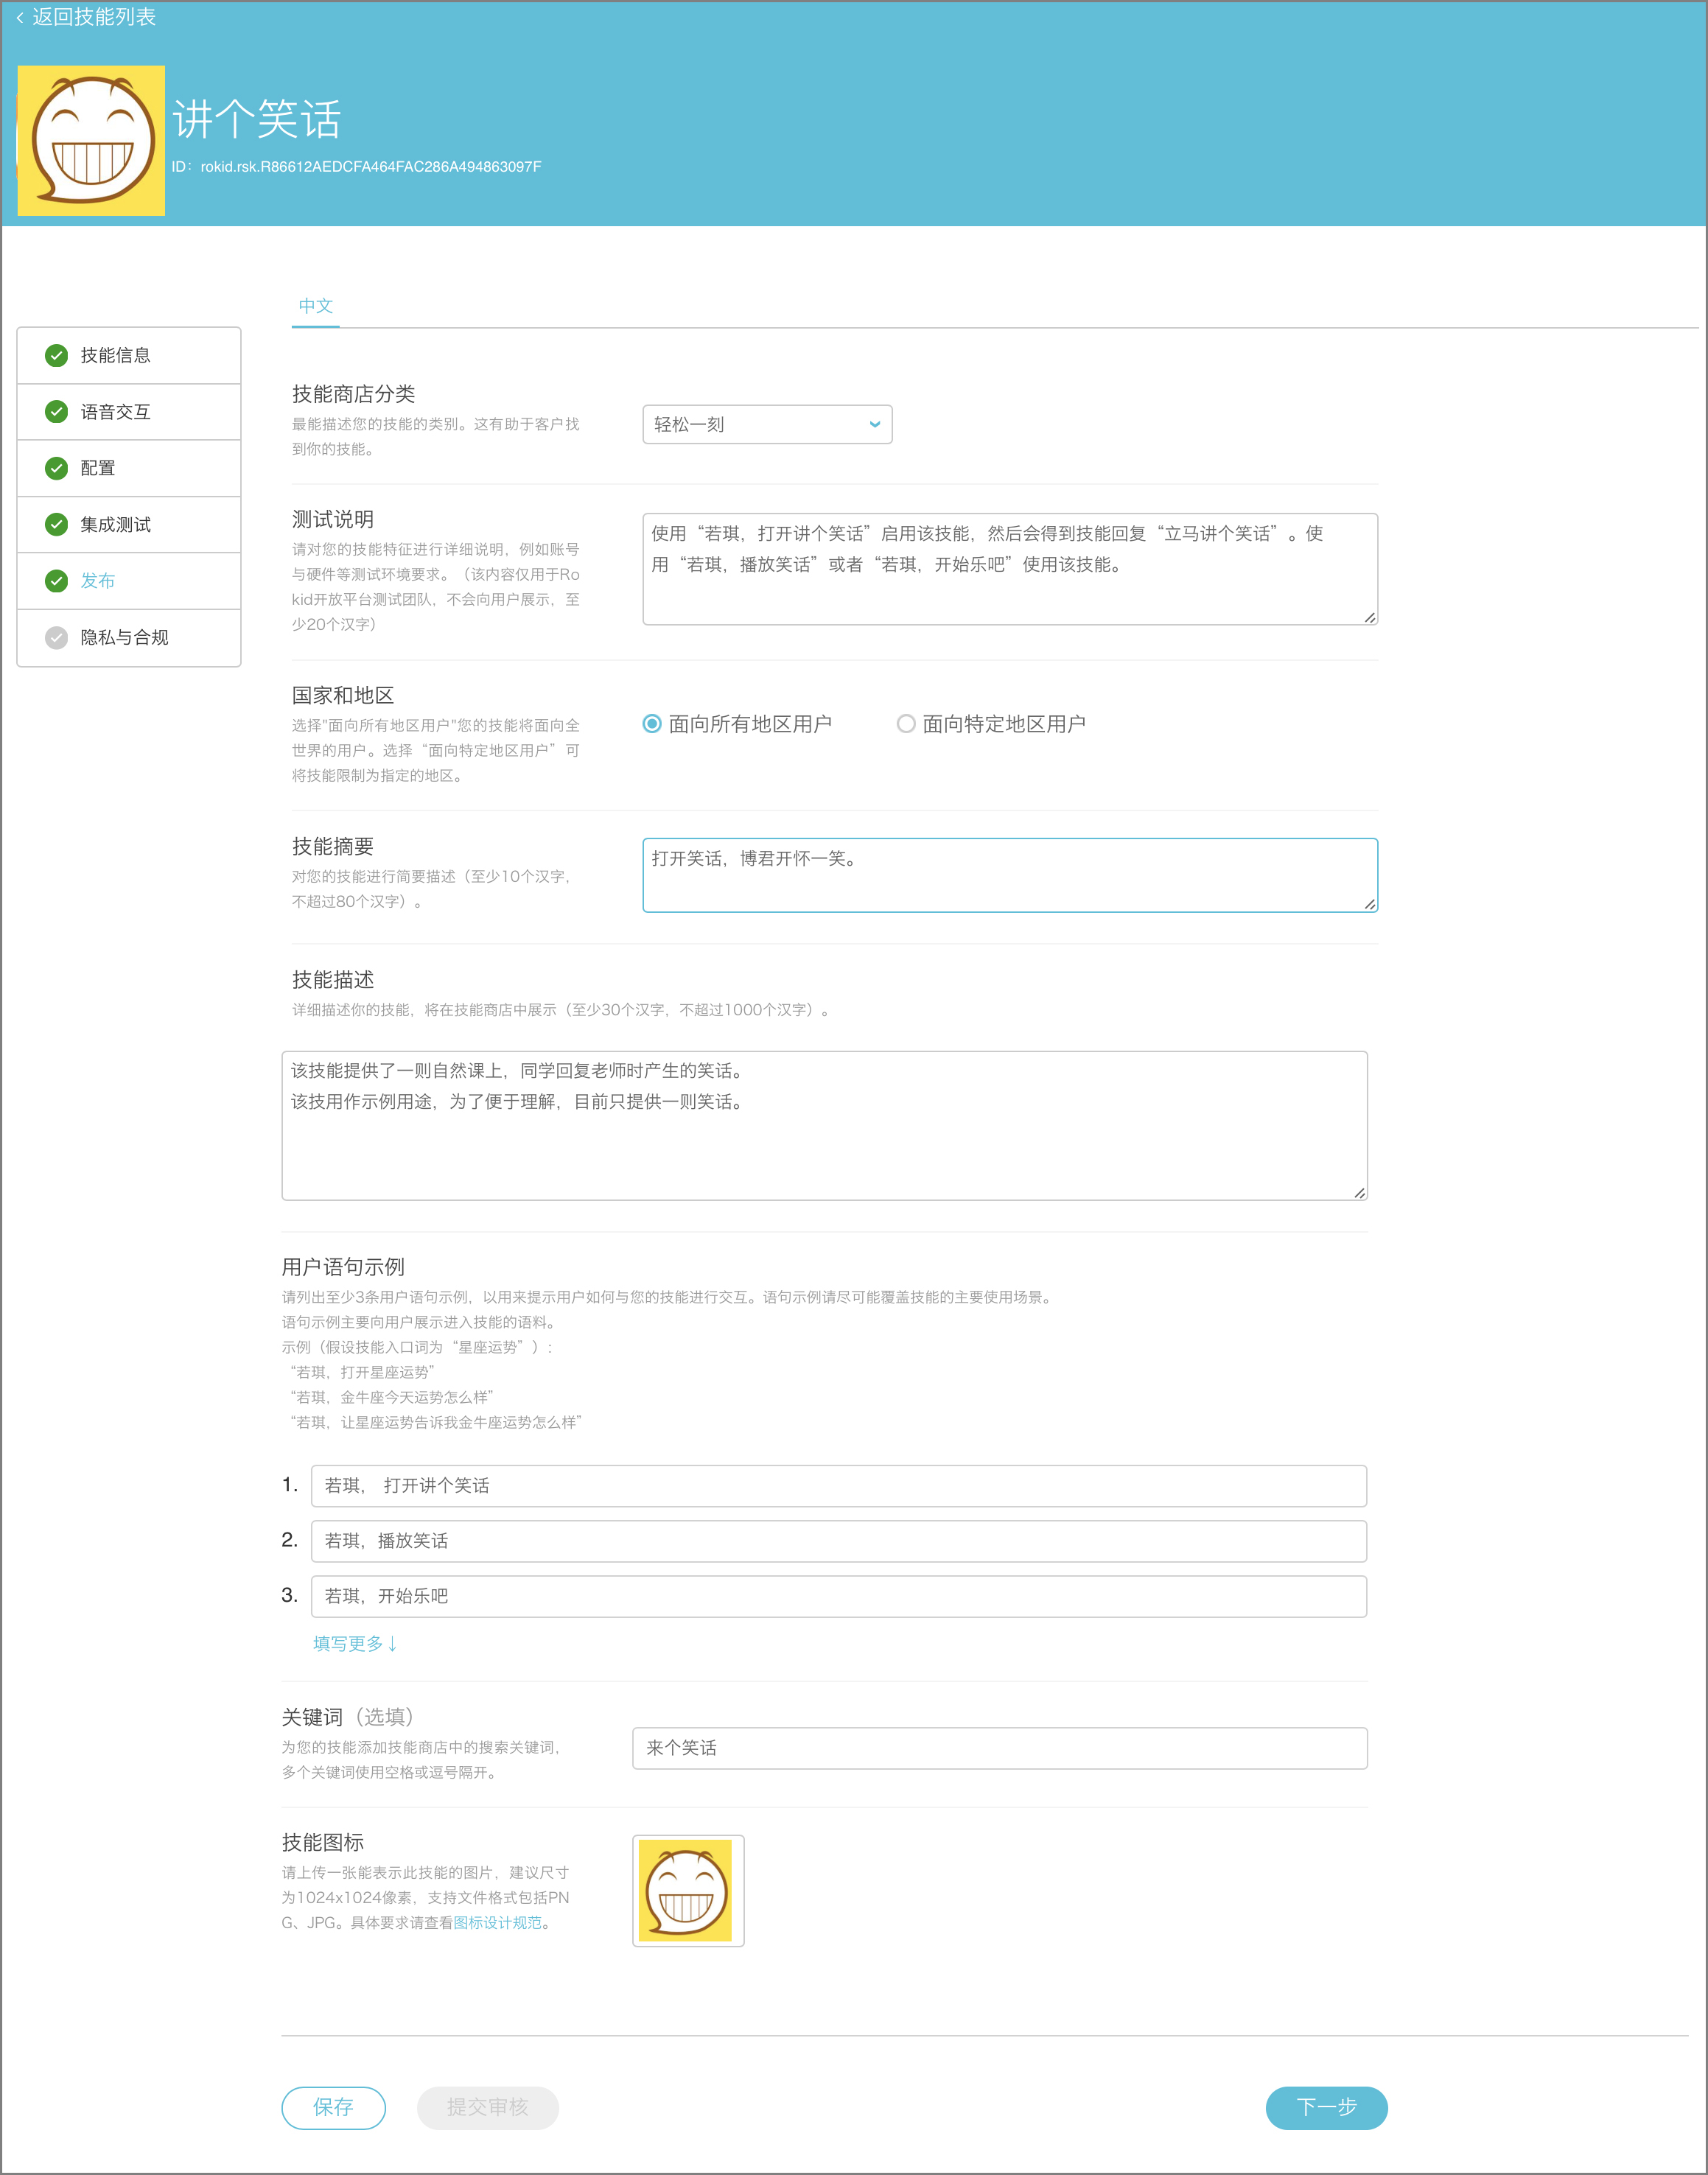 返回技能列表
讲个笑话
ID：rokid.rsk.R86612AEDCFA464FAC286A494863097F
技能信息
语音交互
配置
集成测试
发布
隐私与合规
中文
技能商店分类
最能描述您的技能的类别。这有助于客户找
到你的技能。
轻松一刻
测试说明
请对您的技能特征进行详细说明，例如账号
与硬件等测试环境要求。（该内容仅用于Ro
kid开放平台测试团队，不会向用户展示，至
少20个汉字）
使用“若琪，打开讲个笑话”启用该技能，然后会得到技能回复“立马讲个笑话”。使
用“若琪，播放笑话”或者“若琪，开始乐吧”使用该技能。
国家和地区
选择"面向所有地区用户"您的技能将面向全
世界的用户。选择“面向特定地区用户”可
将技能限制为指定的地区。
面向所有地区用户
面向特定地区用户
技能摘要
对您的技能进行简要描述（至少10个汉字，
不超过80个汉字）。
打开笑话，博君开怀一笑。
技能描述
详细描述你的技能，将在技能商店中展示（至少30个汉字，不超过1000个汉字）。
该技能提供了一则自然课上，同学回复老师时产生的笑话。
该技用作示例用途，为了便于理解，目前只提供一则笑话。
用户语句示例
请列出至少3条用户语句示例，以用来提示用户如何与您的技能进行交互。语句示例请尽可能覆盖技能的主要使用场景。
语句示例主要向用户展示进入技能的语料。
示例（假设技能入口词为“星座运势”）：
“若琪，打开星座运势”
“若琪，金牛座今天运势怎么样”
“若琪，让星座运势告诉我金牛座运势怎么样”
1. 若琪， 打开讲个笑话
2. 若琪，播放笑话
3. 若琪，开始乐吧
填写更多↓
关键词（选填）
为您的技能添加技能商店中的搜索关键词，
多个关键词使用空格或逗号隔开。
来个笑话
技能图标
请上传一张能表示此技能的图片，建议尺寸
为1024x1024像素，支持文件格式包括PN
G、JPG。具体要求请查看图标设计规范。
保存
提交审核
下一步